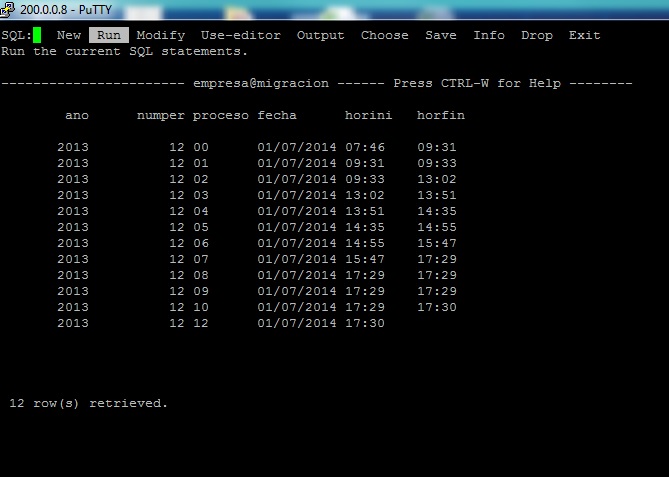 200.0.0.8 - PuTTY
SQL: New Run Modify Use-editor Output Choose Save Info Drop Exit
Run the current SQL statements.
----------------------- empresa@migracion ------ Press CTRL-W for Help --------
ano numper proceso fecha horini horfin
2013 12 00 01/07/2014 07:46 09:31
2013 12 01 01/07/2014 09:31 09:33
2013 12 02 01/07/2014 09:33 13:02
2013 12 03 01/07/2014 13:02 13:51
2013 12 04 01/07/2014 13:51 14:35
2013 12 05 01/07/2014 14:35 14:55
2013 12 06 01/07/2014 14:55 15:47
2013 12 07 01/07/2014 15:47 17:29
2013 12 08 01/07/2014 17:29 17:29
2013 12 09 01/07/2014 17:29 17:29
2013 12 10 01/07/2014 17:29 17:30
2013 12 12 01/07/2014 17:30
12 row(s) retrieved.